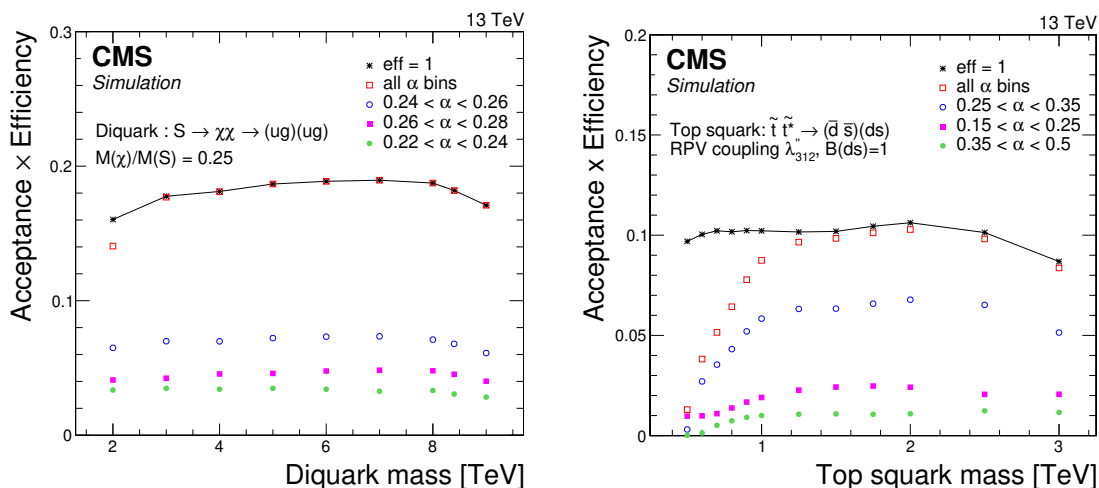 13 TeV
CMS
Simulation
eff = 1
all α bins
0.24 < α < 0.26
0.26 < α < 0.28
0.22 < α < 0.24
Diquark : S → χχ → (ug)(ug)
M(χ)/M(S) = 0.25
Acceptance × Efficiency
0.3
0.2
0.1
0
2 4 6 8
Diquark mass [TeV]
13 TeV
CMS
Simulation
eff = 1
all α bins
0.25 < α < 0.35
0.15 < α < 0.25
0.35 < α < 0.5
Top squark: t̃ t̃* → (d̅ s̅)(ds)
RPV coupling λ''312, B(ds)=1
Acceptance x Efficiency
0.2
0.15
0.1
0.05
0
1 2 3
Top squark mass [TeV]